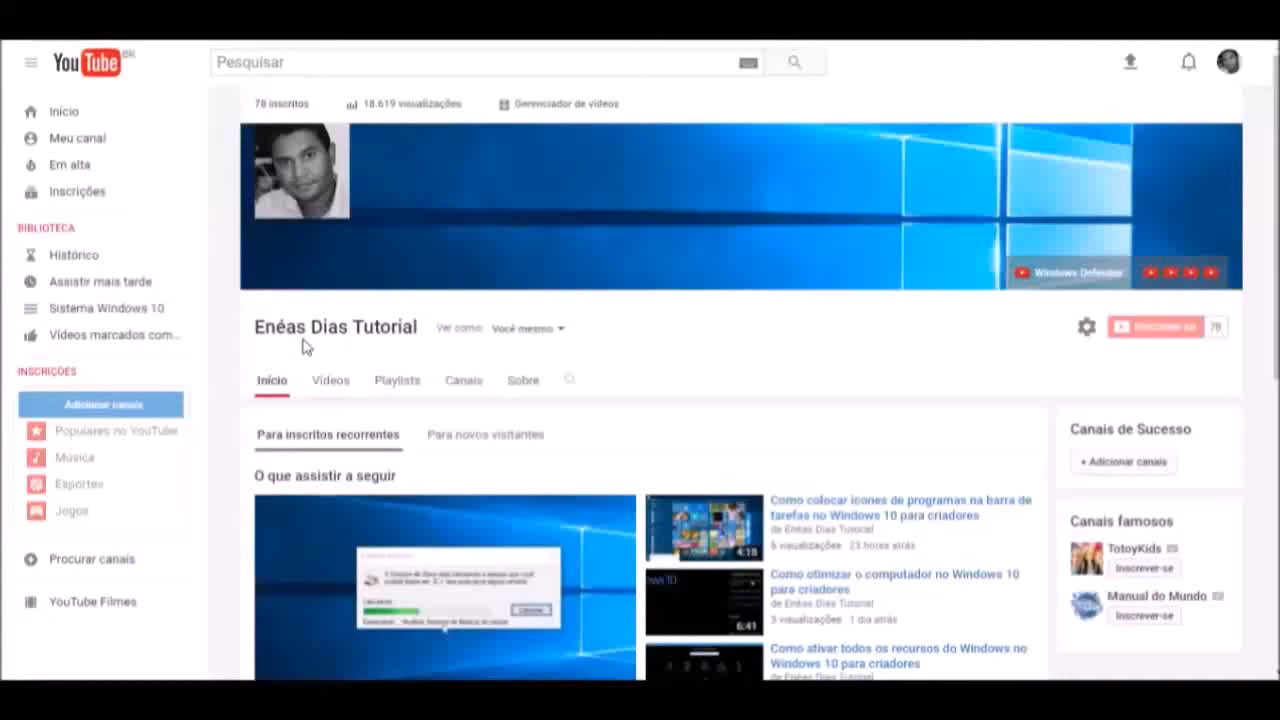 YouTube BR
Pesquisar
Início
Meu canal
Em alta
Inscrições
BIBLIOTECA
Histórico
Assistir mais tarde
Sistema Windows 10
Vídeos marcados com...
INSCRIÇÕES
Adicionar canais
Populares no YouTube
Música
Esportes
Jogos
Procurar canais
YouTube Filmes
78 inscritos
18.619 visualizações
Gerenciador de vídeos
Windows Defender
Enéas Dias Tutorial
Ver como: Você mesmo
Inscrever-se 78
Início Vídeos Playlists Canais Sobre
Para inscritos recorrentes Para novos visitantes
O que assistir a seguir
Como colocar ícones de programas na barra de
tarefas no Windows 10 para criadores
de Enéas Dias Tutorial
5 visualizações 23 horas atrás
4:18
Como otimizar o computador no Windows 10
para criadores
de Enéas Dias Tutorial
3 visualizações 1 dia atrás
6:41
Como ativar todos os recursos do Windows no
Windows 10 para criadores
de Enéas Dias Tutorial
Canais de Sucesso
+ Adicionar canais
Canais famosos
TotoyKids
Inscrever-se
Manual do Mundo
Inscrever-se